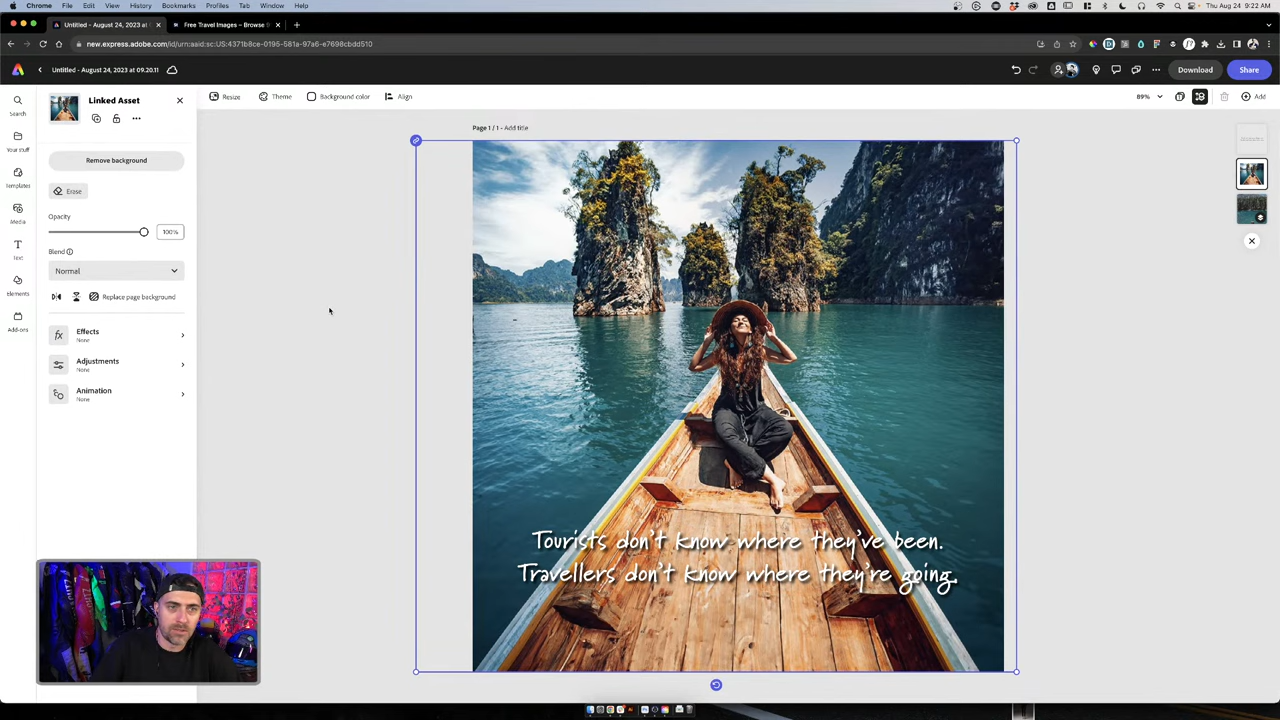 Chrome File Edit View History Bookmarks Profiles Tab Window Help
Thu Aug 24 9:22 AM
Untitled - August 24, 2023 at
Free Travel Images – Browse
new.express.adobe.com/id/urn:aaid:sc:US:4371b8ce-0195-581a-97a6-e7698cbdd510
Untitled - August 24, 2023 at 09.20.11
Download
Share
Search
Your stuff
Templates
Media
Text
Elements
Add-ons
Linked Asset
Remove background
Erase
Opacity
100%
Blend
Normal
Replace page background
Effects
None
Adjustments
None
Animation
None
Resize
Theme
Background color
Align
89%
Add
Page 1 / 1 - Add title
Tourists don't know where they've been.
Travellers don't know where they're going.